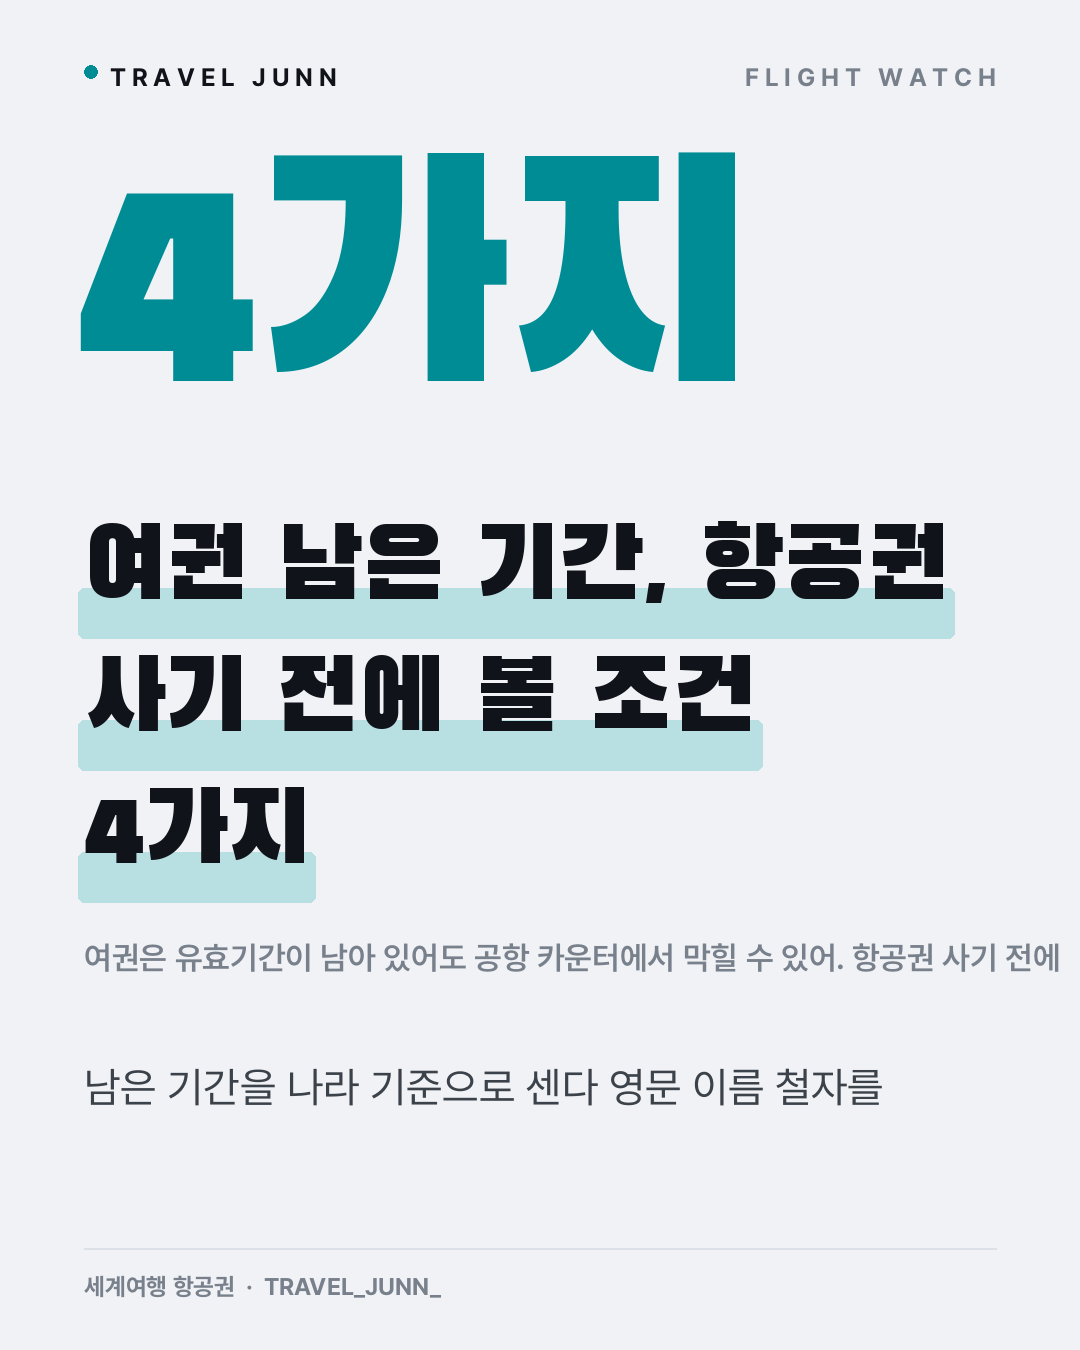 TRAVEL JUNN
FLIGHT WATCH
4가지
여권 남은 기간, 항공권
사기 전에 볼 조건
4가지
여권은 유효기간이 남아 있어도 공항 카운터에서 막힐 수 있어. 항공권 사기 전에
남은 기간을 나라 기준으로 센다 영문 이름 철자를
세계여행 항공권 · TRAVEL_JUNN_